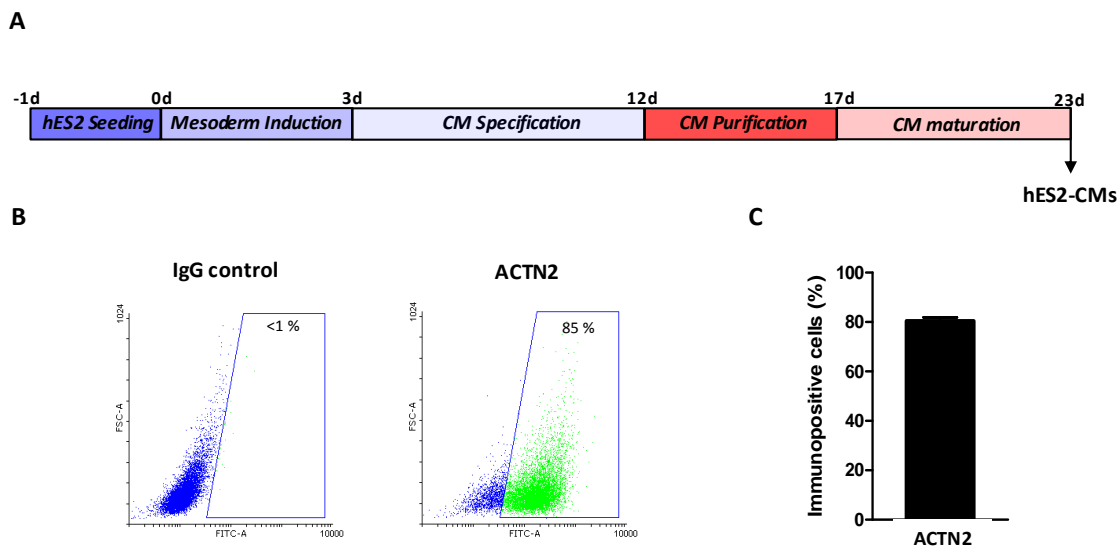 A
-1d 0d 3d 12d 17d 23d
hES2 Seeding Mesoderm Induction CM Specification CM Purification CM maturation
hES2-CMs
B
IgG control
1024
<1 %
FSC-A
FITC-A
10000
ACTN2
1024
85 %
FSC-A
FITC-A
10000
C
Immunopositive cells (%)
100
80
60
40
20
0
ACTN2